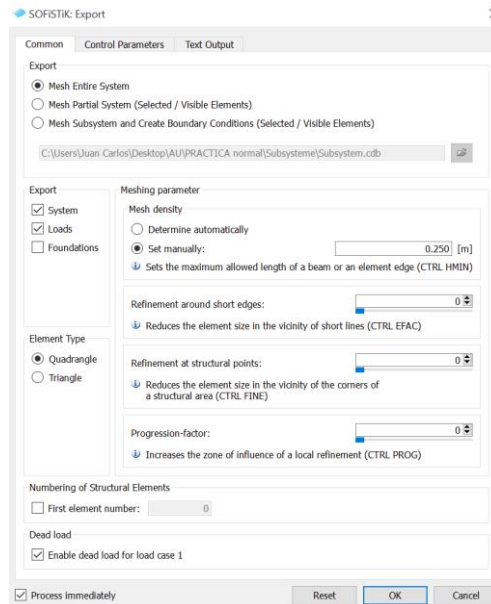 SOFiSTiK: Export
Common Control Parameters Text Output
Export
Mesh Entire System
Mesh Partial System (Selected / Visible Elements)
Mesh Subsystem and Create Boundary Conditions (Selected / Visible Elements)
C:\Users\Juan Carlos\Desktop\AU\PRACTICA normal\Subsysteme\Subsystem.cdb
Export
System
Loads
Foundations
Element Type
Quadrangle
Triangle
Meshing parameter
Mesh density
Determine automatically
Set manually: 0.250 [m]
Sets the maximum allowed length of a beam or an element edge (CTRL HMIN)
Refinement around short edges: 0
Reduces the element size in the vicinity of short lines (CTRL EFAC)
Refinement at structural points: 0
Reduces the element size in the vicinity of the corners of
a structural area (CTRL FINE)
Progression-factor: 0
Increases the zone of influence of a local refinement (CTRL PROG)
Numbering of Structural Elements
First element number: 0
Dead load
Enable dead load for load case 1
Process immediately Reset OK Cancel